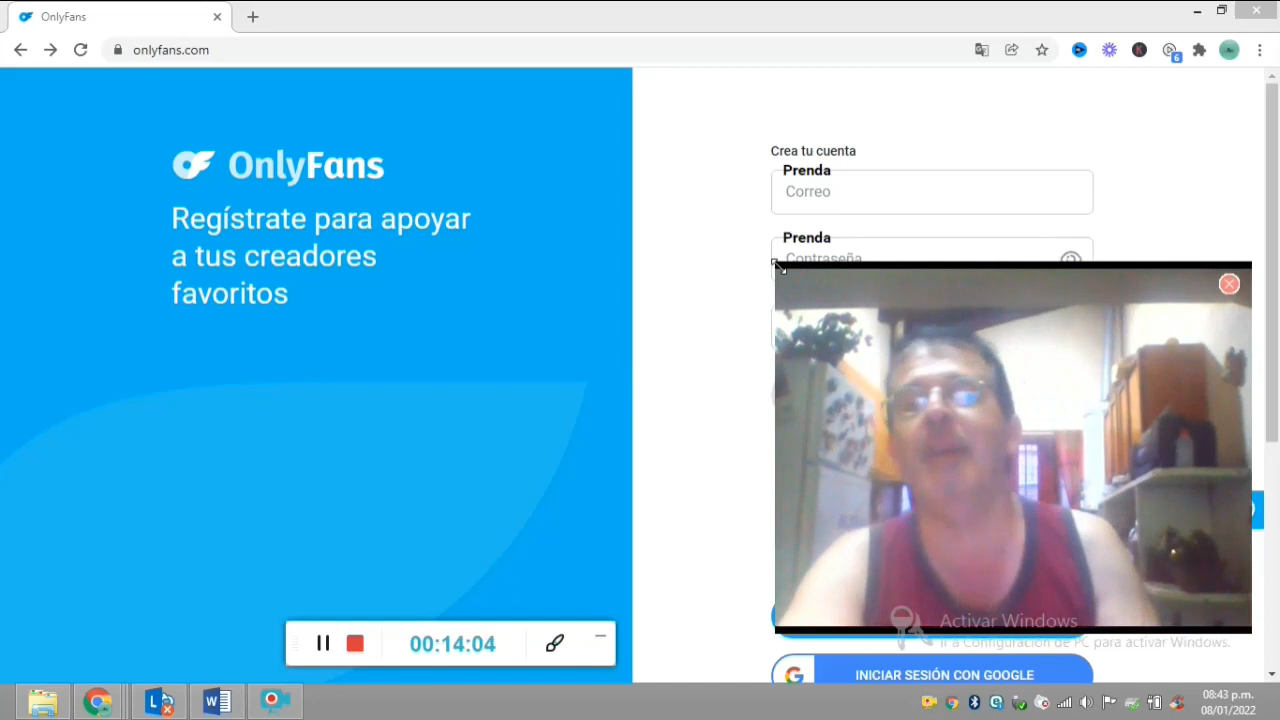 OnlyFans
onlyfans.com
6
OnlyFans
Regístrate para apoyar
a tus creadores
favoritos
Crea tu cuenta
Prenda
Correo
Prenda
Contraseña
Activar Windows
Ir a Configuración de PC para activar Windows.
INICIAR SESIÓN CON GOOGLE
00:14:04
08:43 p.m.
08/01/2022